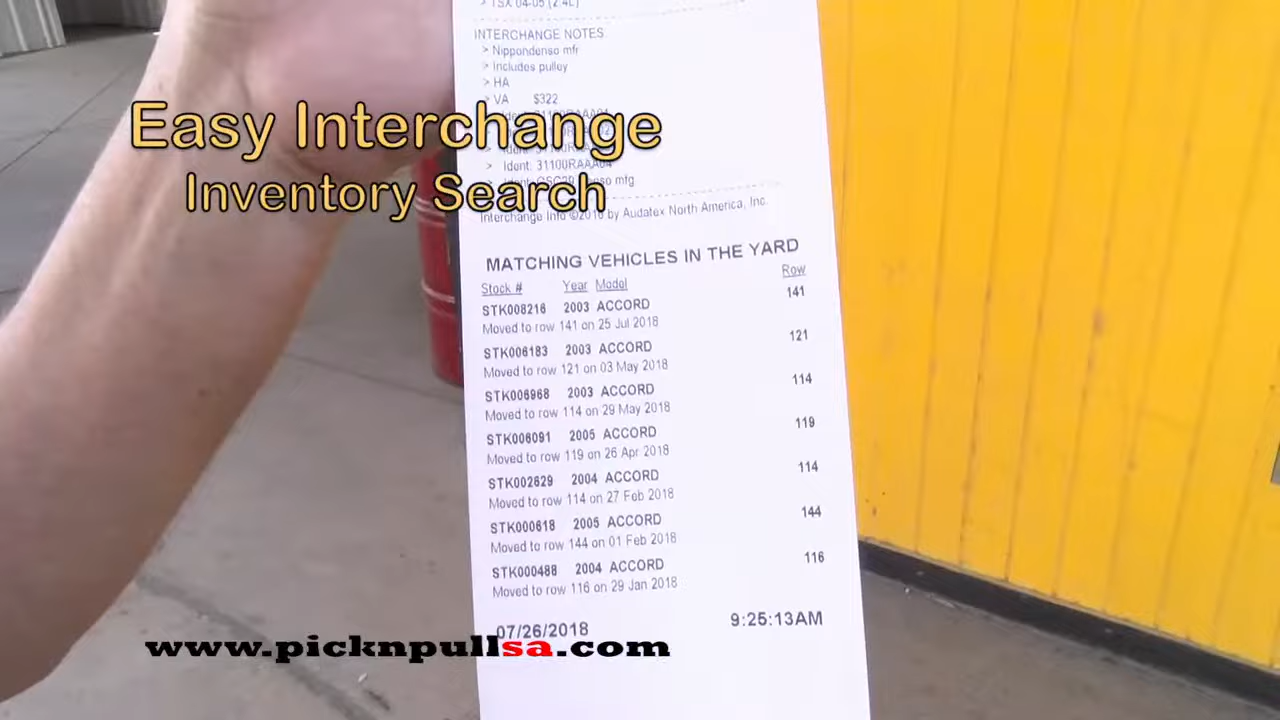 > TSX 04-05 (2.4L)
INTERCHANGE NOTES
> Nippondenso mfr
> Includes pulley
> HA
> VA $322
Easy Interchange
> Ident: 31100RAAA04
Inventory Search
Interchange Info ©2016 by Audatex North America, Inc.
MATCHING VEHICLES IN THE YARD
Stock # Year Model Row
STK008216 2003 ACCORD 141
Moved to row 141 on 25 Jul 2018
STK006183 2003 ACCORD 121
Moved to row 121 on 03 May 2018
STK006968 2003 ACCORD 114
Moved to row 114 on 29 May 2018
STK006091 2005 ACCORD 119
Moved to row 119 on 26 Apr 2018
STK002829 2004 ACCORD 114
Moved to row 114 on 27 Feb 2018
STK000618 2005 ACCORD 144
Moved to row 144 on 01 Feb 2018
STK000488 2004 ACCORD 116
Moved to row 116 on 29 Jan 2018
07/26/2018 9:25:13AM
www.picknpullsa.com